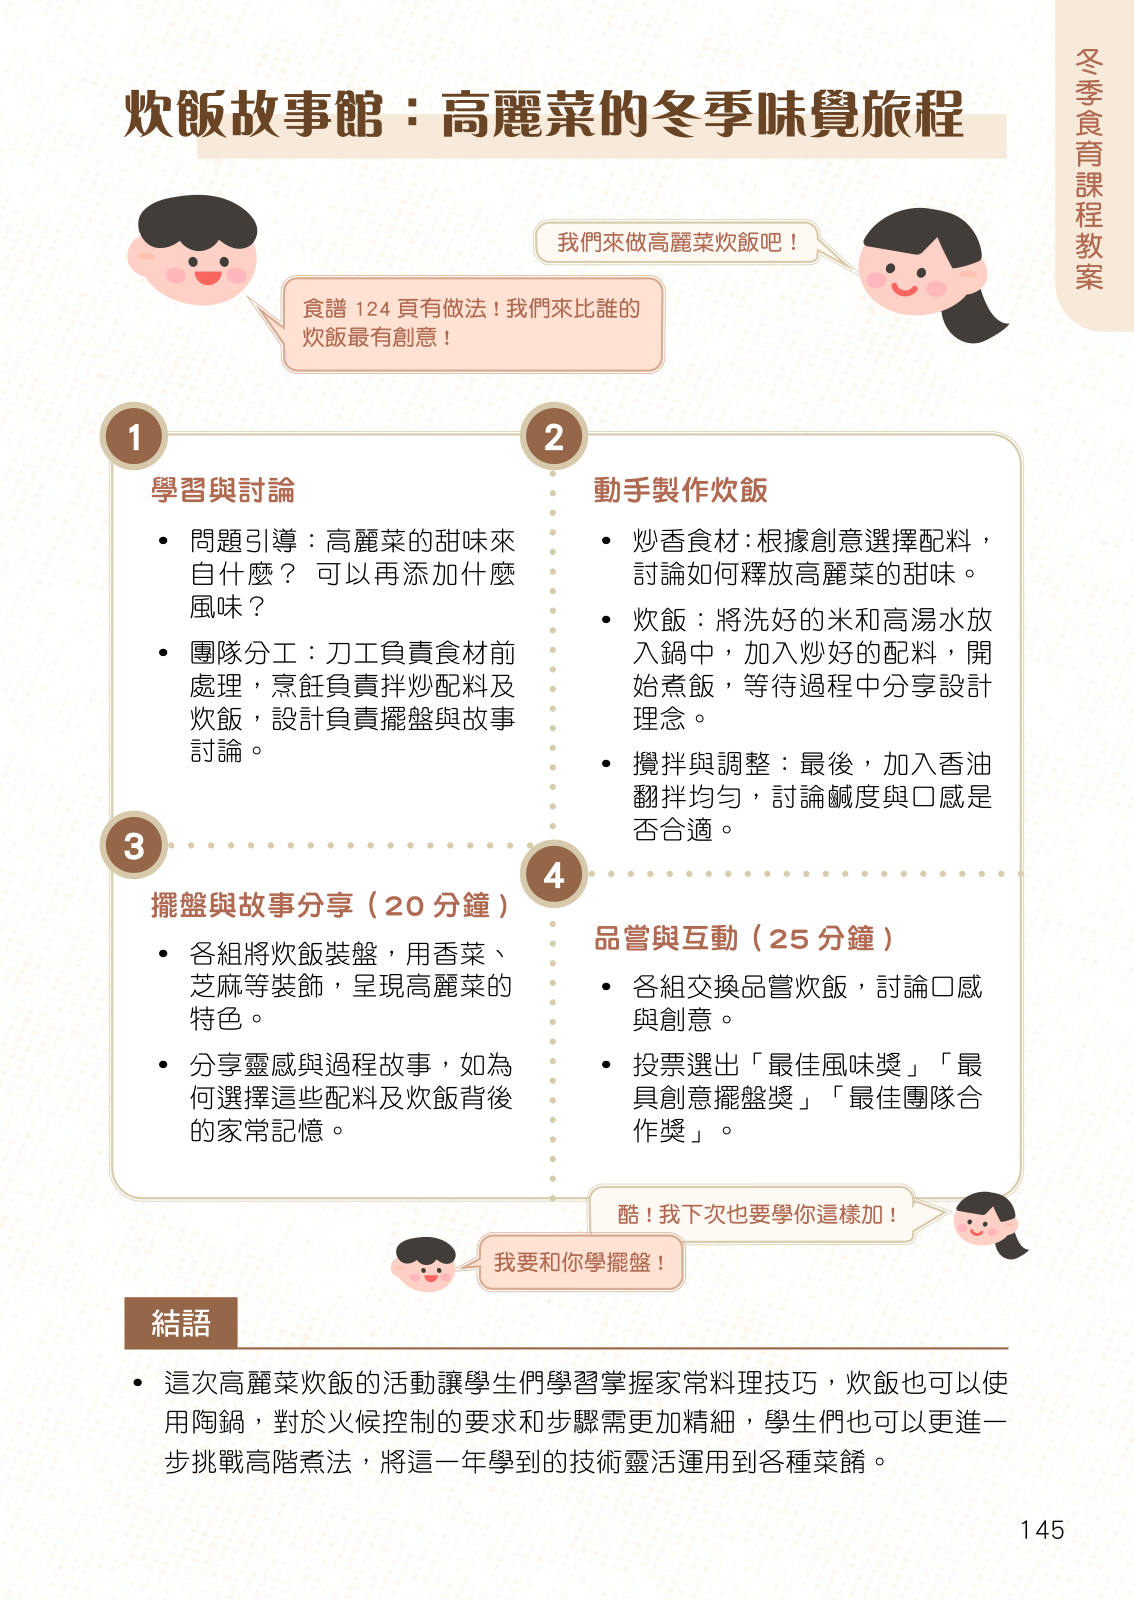 冬季食育課程教案
炊飯故事館：高麗菜的冬季味覺旅程
我們來做高麗菜炊飯吧！
食譜 124 頁有做法！我們來比誰的
炊飯最有創意！
1
學習與討論
• 問題引導：高麗菜的甜味來
自什麼？ 可以再添加什麼
風味？
• 團隊分工：刀工負責食材前
處理，烹飪負責拌炒配料及
炊飯，設計負責擺盤與故事
討論。
2
動手製作炊飯
• 炒香食材：根據創意選擇配料，
討論如何釋放高麗菜的甜味。
• 炊飯：將洗好的米和高湯水放
入鍋中，加入炒好的配料，開
始煮飯，等待過程中分享設計
理念。
• 攪拌與調整：最後，加入香油
翻拌均勻，討論鹹度與口感是
否合適。
3
擺盤與故事分享（20 分鐘）
• 各組將炊飯裝盤，用香菜、
芝麻等裝飾，呈現高麗菜的
特色。
• 分享靈感與過程故事，如為
何選擇這些配料及炊飯背後
的家常記憶。
4
品嘗與互動（25 分鐘）
• 各組交換品嘗炊飯，討論口感
與創意。
• 投票選出「最佳風味獎」「最
具創意擺盤獎」「最佳團隊合
作獎」。
酷！我下次也要學你這樣加！
我要和你學擺盤！
結語
• 這次高麗菜炊飯的活動讓學生們學習掌握家常料理技巧，炊飯也可以使
用陶鍋，對於火候控制的要求和步驟需更加精細，學生們也可以更進一
步挑戰高階煮法，將這一年學到的技術靈活運用到各種菜餚。
145